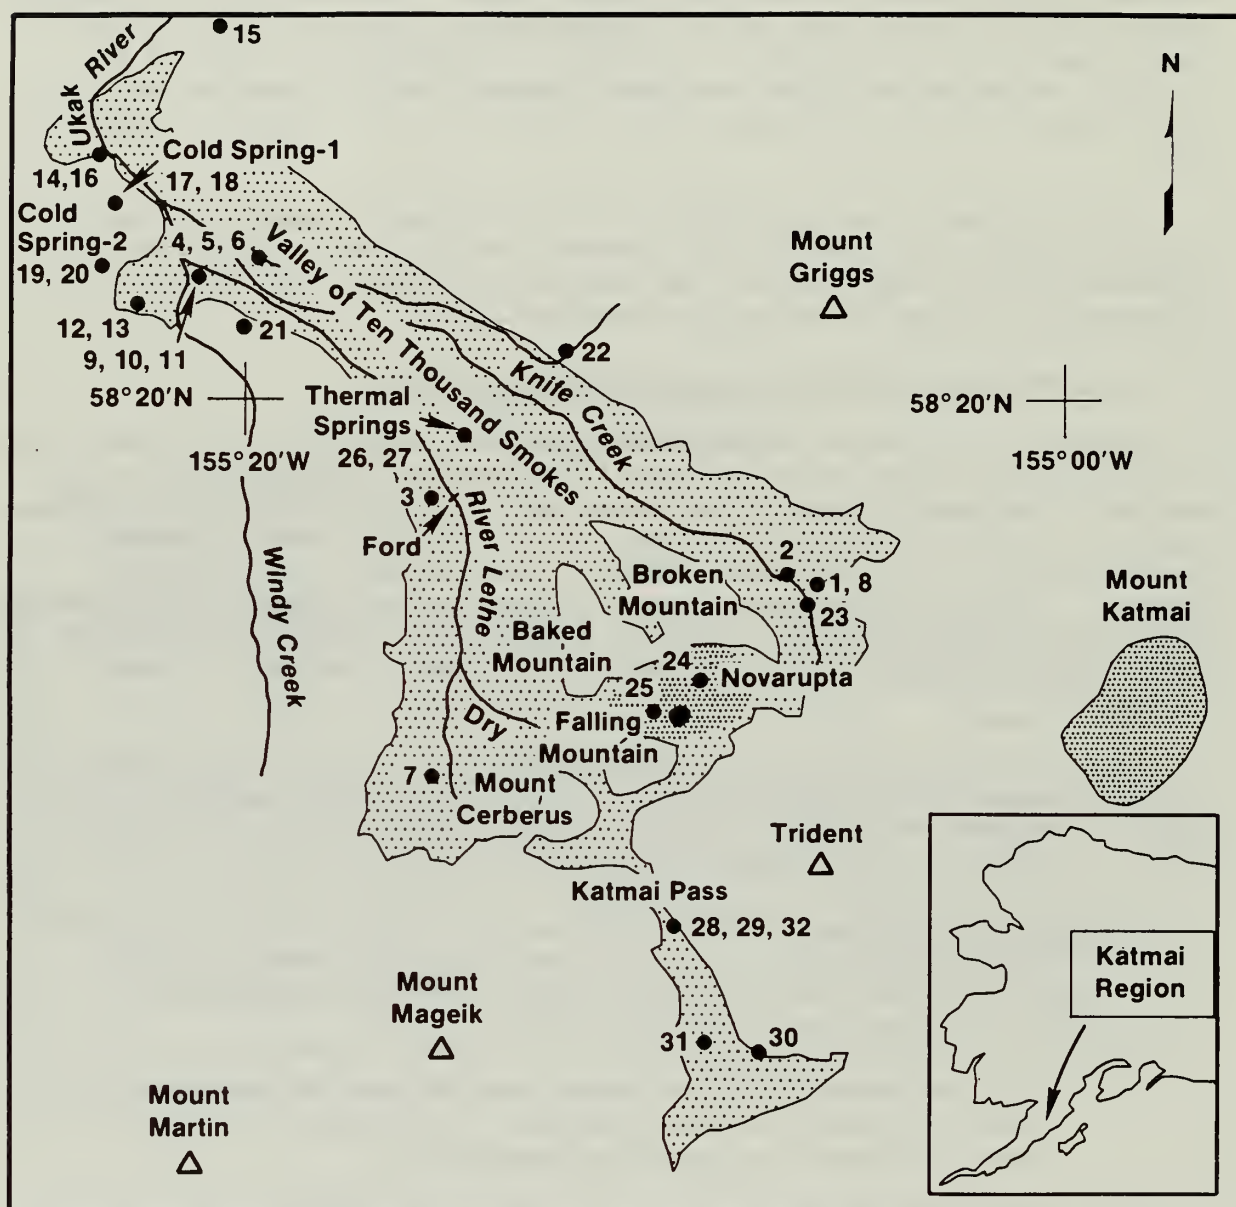 15
Ukak River
N
Cold Spring-1
17, 18
14,16
Cold
Spring-2
19, 20
4, 5, 6
Valley of Ten Thousand Smokes
Mount
Griggs
12, 13
21
9, 10, 11
22
Knife Creek
58°20'N
155°20'W
58°20'N
155°00'W
Thermal
Springs
26, 27
3
Ford
River Lethe
Windy Creek
2
1, 8
23
Broken
Mountain
Mount
Katmai
Baked
Mountain
24
Novarupta
25
Falling
Mountain
Dry
7
Mount
Cerberus
Trident
Katmai Pass
28, 29, 32
Katmai
Region
Mount
Mageik
31
30
Mount
Martin